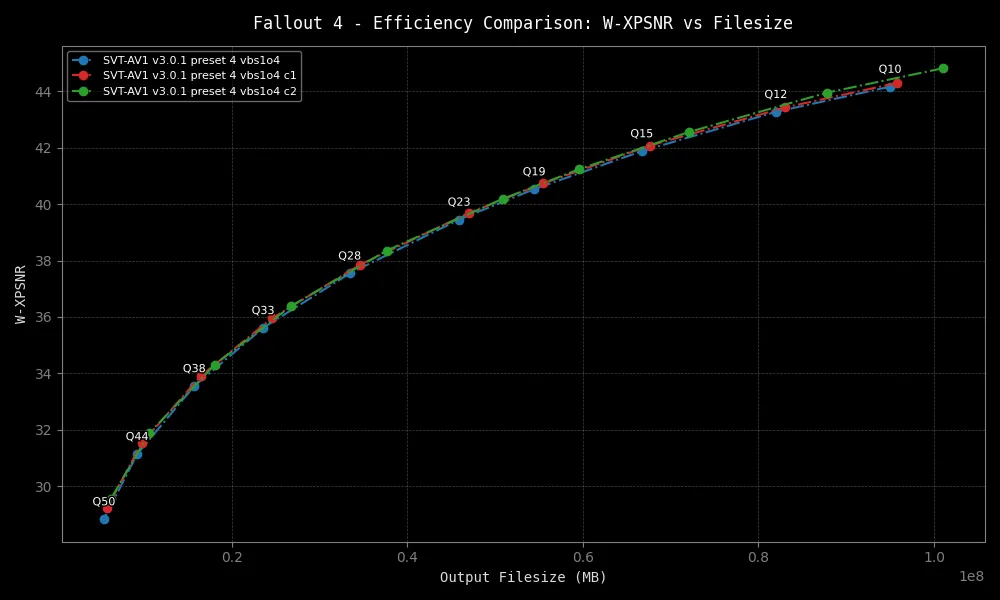 Fallout 4 - Efficiency Comparison: W-XPSNR vs Filesize
SVT-AV1 v3.0.1 preset 4 vbs1o4
SVT-AV1 v3.0.1 preset 4 vbs1o4 c1
SVT-AV1 v3.0.1 preset 4 vbs1o4 c2
Q10
Q12
Q15
Q19
Q23
Q28
Q33
Q38
Q44
Q50
W-XPSNR
44
42
40
38
36
34
32
30
0.2
0.4
0.6
0.8
1.0
1e8
Output Filesize (MB)